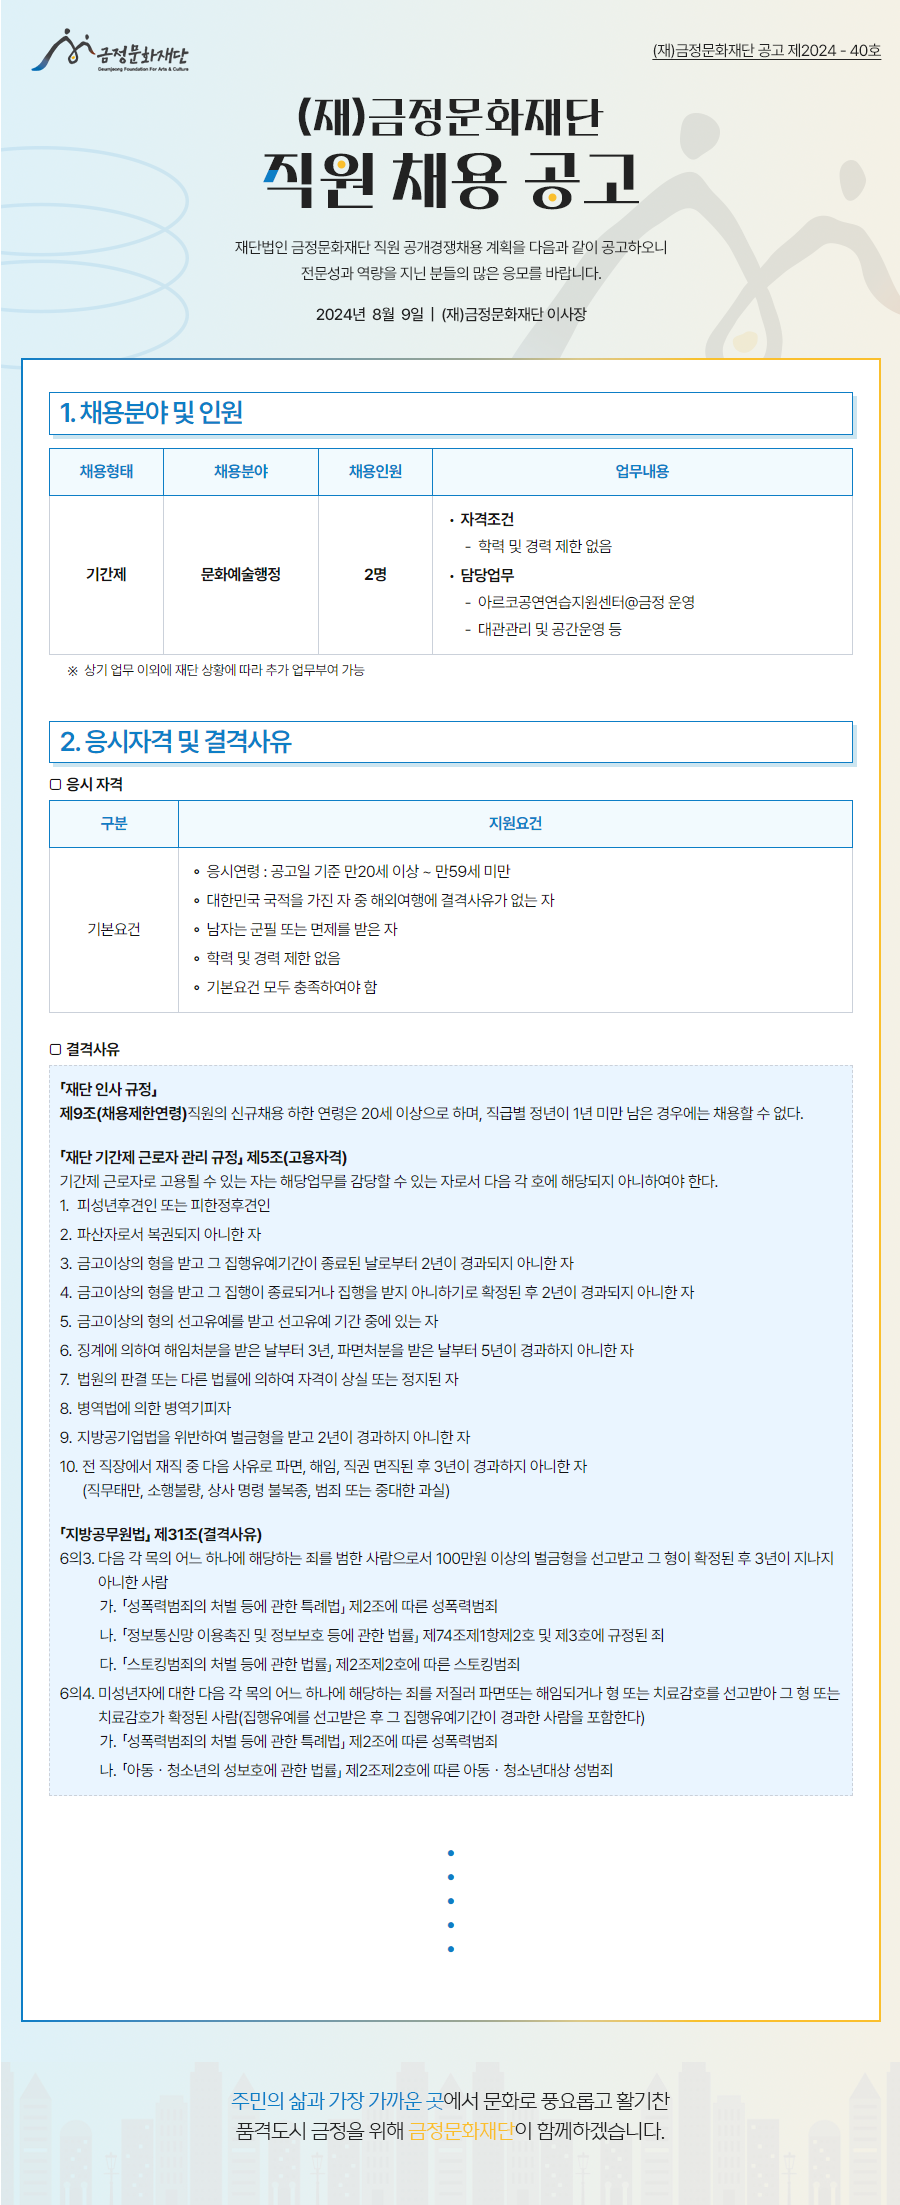 금정문화재단
Geumjeong Foundation For Arts & Culture
(재)금정문화재단 공고 제2024 - 40호
(재)금정문화재단
직원 채용 공고
재단법인 금정문화재단 직원 공개경쟁채용 계획을 다음과 같이 공고하오니
전문성과 역량을 지닌 분들의 많은 응모를 바랍니다.
2024년 8월 9일 | (재)금정문화재단 이사장
1. 채용분야 및 인원
채용형태 채용분야 채용인원 업무내용
기간제 문화예술행정 2명
• 자격조건
- 학력 및 경력 제한 없음
• 담당업무
- 아르코공연연습지원센터@금정 운영
- 대관관리 및 공간운영 등
※ 상기 업무 이외에 재단 상황에 따라 추가 업무부여 가능
2. 응시자격 및 결격사유
□ 응시 자격
구분 지원요건
기본요건
∘ 응시연령 : 공고일 기준 만20세 이상 ~ 만59세 미만
∘ 대한민국 국적을 가진 자 중 해외여행에 결격사유가 없는 자
∘ 남자는 군필 또는 면제를 받은 자
∘ 학력 및 경력 제한 없음
∘ 기본요건 모두 충족하여야 함
□ 결격사유
「재단 인사 규정」
제9조(채용제한연령)직원의 신규채용 하한 연령은 20세 이상으로 하며, 직급별 정년이 1년 미만 남은 경우에는 채용할 수 없다.
「재단 기간제 근로자 관리 규정」 제5조(고용자격)
기간제 근로자로 고용될 수 있는 자는 해당업무를 감당할 수 있는 자로서 다음 각 호에 해당되지 아니하여야 한다.
1. 피성년후견인 또는 피한정후견인
2. 파산자로서 복권되지 아니한 자
3. 금고이상의 형을 받고 그 집행유예기간이 종료된 날로부터 2년이 경과되지 아니한 자
4. 금고이상의 형을 받고 그 집행이 종료되거나 집행을 받지 아니하기로 확정된 후 2년이 경과되지 아니한 자
5. 금고이상의 형의 선고유예를 받고 선고유예 기간 중에 있는 자
6. 징계에 의하여 해임처분을 받은 날부터 3년, 파면처분을 받은 날부터 5년이 경과하지 아니한 자
7. 법원의 판결 또는 다른 법률에 의하여 자격이 상실 또는 정지된 자
8. 병역법에 의한 병역기피자
9. 지방공기업법을 위반하여 벌금형을 받고 2년이 경과하지 아니한 자
10. 전 직장에서 재직 중 다음 사유로 파면, 해임, 직권 면직된 후 3년이 경과하지 아니한 자
(직무태만, 소행불량, 상사 명령 불복종, 범죄 또는 중대한 과실)
「지방공무원법」 제31조(결격사유)
6의3. 다음 각 목의 어느 하나에 해당하는 죄를 범한 사람으로서 100만원 이상의 벌금형을 선고받고 그 형이 확정된 후 3년이 지나지
아니한 사람
가. 「성폭력범죄의 처벌 등에 관한 특례법」 제2조에 따른 성폭력범죄
나. 「정보통신망 이용촉진 및 정보보호 등에 관한 법률」 제74조제1항제2호 및 제3호에 규정된 죄
다. 「스토킹범죄의 처벌 등에 관한 법률」 제2조제2호에 따른 스토킹범죄
6의4. 미성년자에 대한 다음 각 목의 어느 하나에 해당하는 죄를 저질러 파면또는 해임되거나 형 또는 치료감호를 선고받아 그 형 또는
치료감호가 확정된 사람(집행유예를 선고받은 후 그 집행유예기간이 경과한 사람을 포함한다)
가. 「성폭력범죄의 처벌 등에 관한 특례법」 제2조에 따른 성폭력범죄
나. 「아동 · 청소년의 성보호에 관한 법률」 제2조제2호에 따른 아동 · 청소년대상 성범죄
주민의 삶과 가장 가까운 곳에서 문화로 풍요롭고 활기찬
품격도시 금정을 위해 금정문화재단이 함께하겠습니다.